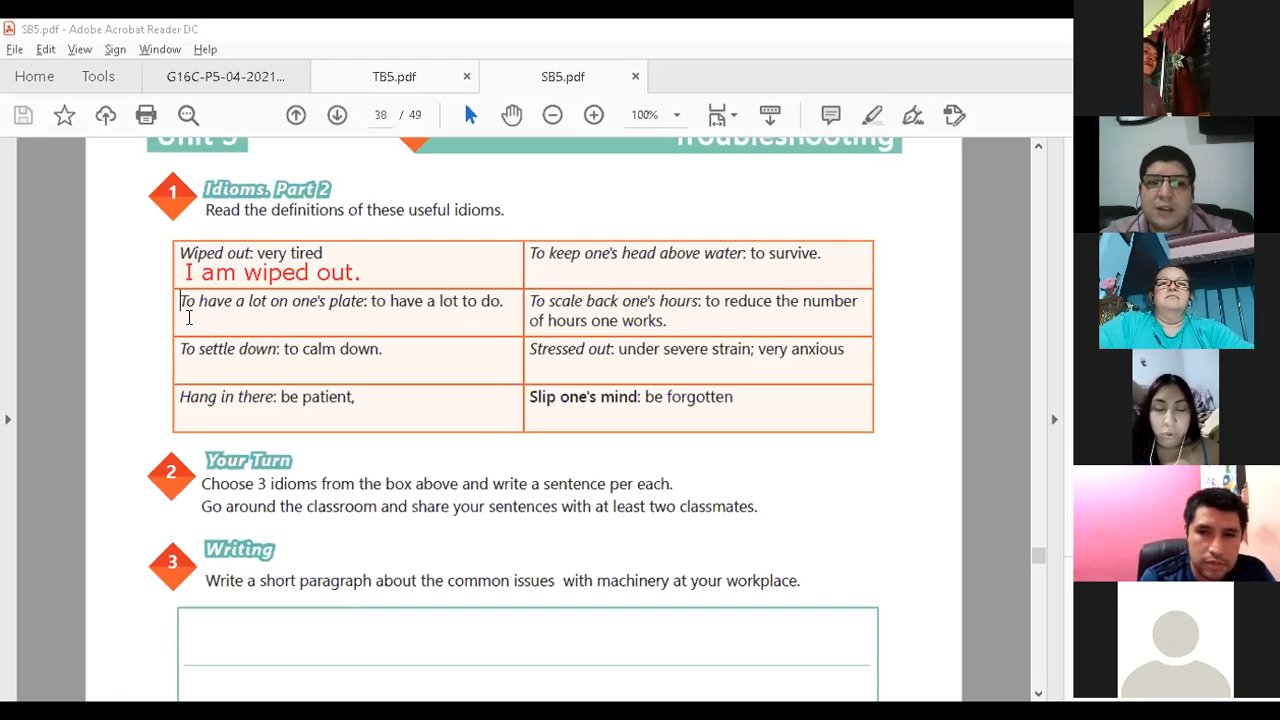 SB5.pdf - Adobe Acrobat Reader DC
File Edit View Sign Window Help
Home Tools G16C-P5-04-2021... TB5.pdf SB5.pdf
38 / 49 100%
Unit 5 Troubleshooting
1 Idioms. Part 2
Read the definitions of these useful idioms.
Wiped out: very tired
I am wiped out.
To keep one's head above water: to survive.
To have a lot on one's plate: to have a lot to do.
To scale back one's hours: to reduce the number
of hours one works.
To settle down: to calm down.
Stressed out: under severe strain; very anxious
Hang in there: be patient,
Slip one's mind: be forgotten
2 Your Turn
Choose 3 idioms from the box above and write a sentence per each.
Go around the classroom and share your sentences with at least two classmates.
3 Writing
Write a short paragraph about the common issues with machinery at your workplace.